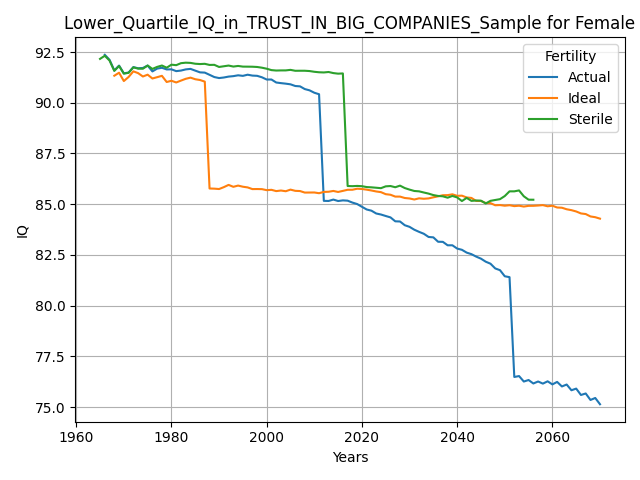 Lower_Quartile_IQ_in_TRUST_IN_BIG_COMPANIES_Sample for Female
Fertility
Actual
Ideal
Sterile
92.5
90.0
87.5
85.0
82.5
80.0
77.5
75.0
IQ
1960 1980 2000 2020 2040 2060
Years